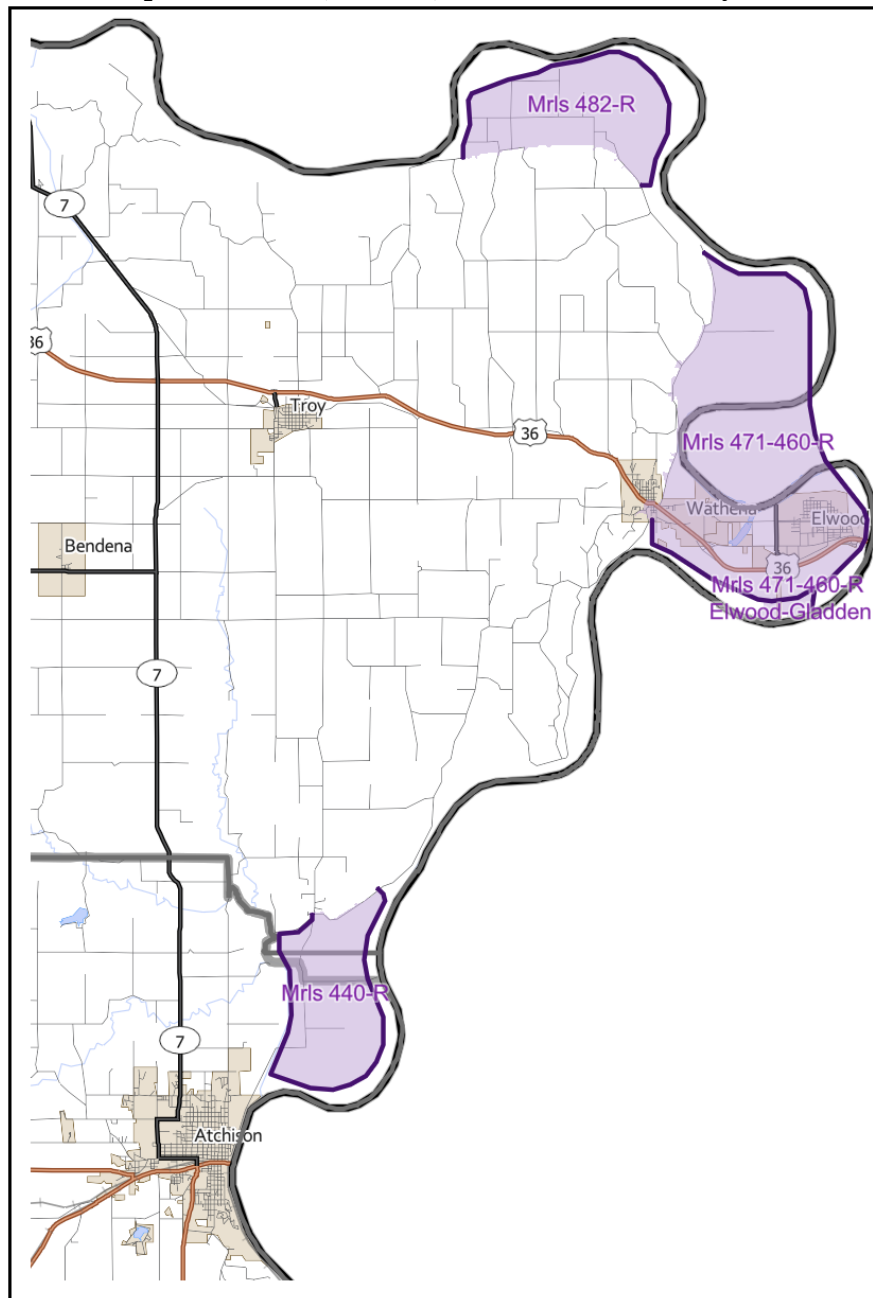 Mrls 482-R
7
36
Troy
36
Mrls 471-460-R
Wathena
Elwood
Bendena
36
Mrls 471-460-R
Elwood-Gladden
7
Mrls 440-R
7
Atchison